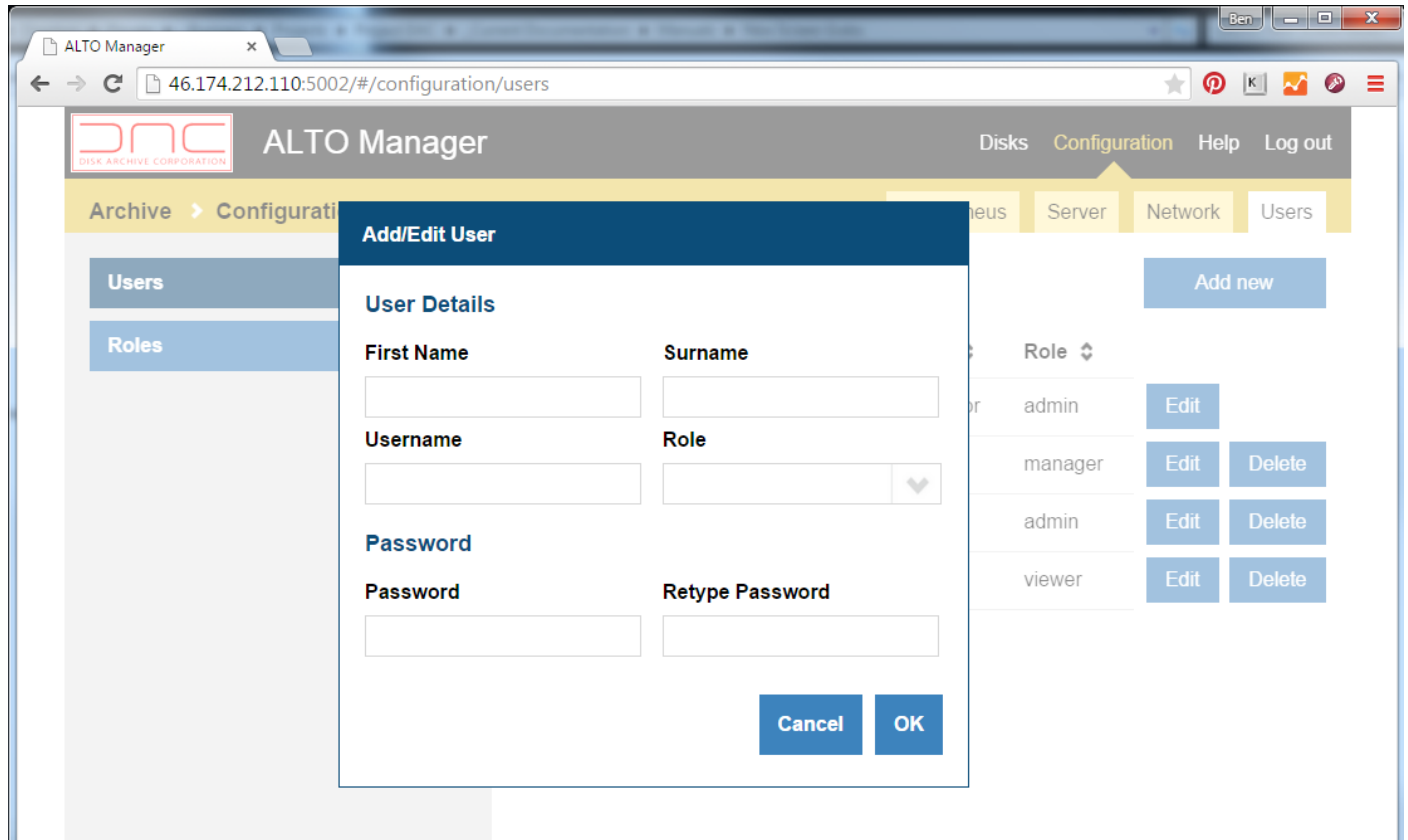 Ben
ALTO Manager
46.174.212.110:5002/#/configuration/users
DISK ARCHIVE CORPORATION
ALTO Manager
Disks Configuration Help Log out
Archive Configurati
heus Server Network Users
Add/Edit User
Users
Add new
User Details
Roles
First Name Surname
Role
or admin Edit
Username Role
manager Edit Delete
admin Edit Delete
Password
viewer Edit Delete
Password Retype Password
Cancel OK